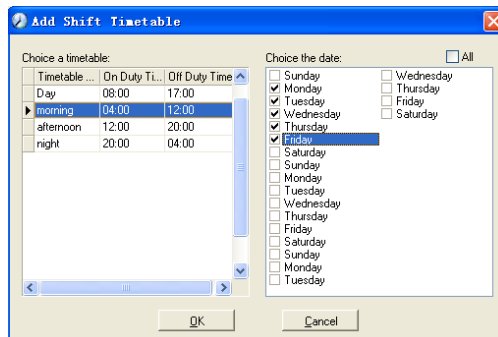 Add Shift Timetable
Choice a timetable:
Timetable ... On Duty Ti... Off Duty Time
Day 08:00 17:00
morning 04:00 12:00
afternoon 12:00 20:00
night 20:00 04:00
Choice the date: All
Sunday
Monday
Tuesday
Wednesday
Thursday
Friday
Saturday
Sunday
Monday
Tuesday
Wednesday
Thursday
Friday
Saturday
Sunday
Monday
Tuesday
Wednesday
Thursday
Friday
Saturday
OK Cancel